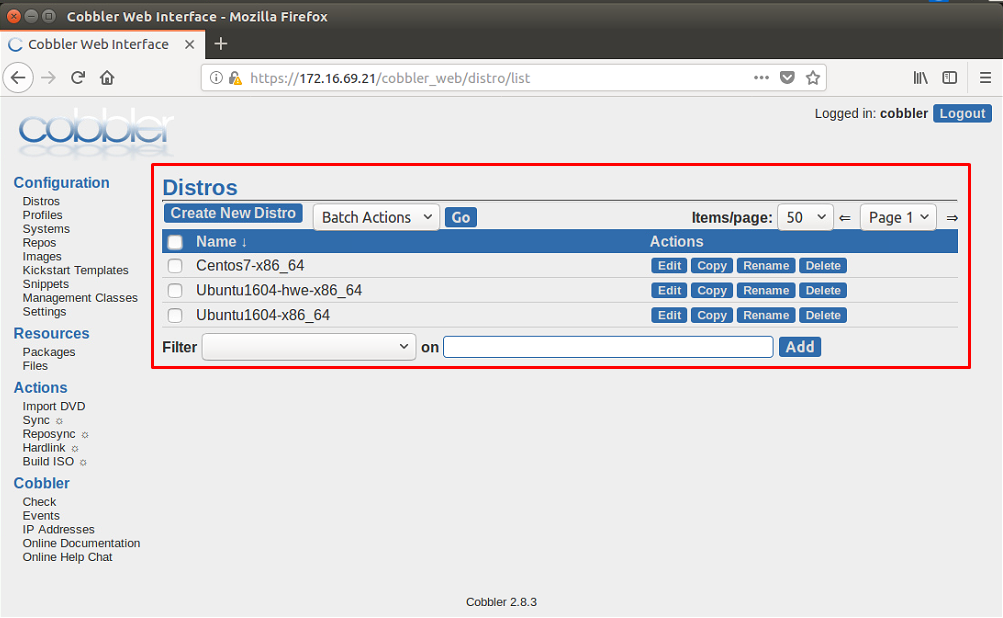 Cobbler Web Interface - Mozilla Firefox
Cobbler Web Interface
https://172.16.69.21/cobbler_web/distro/list
cobbler
Logged in: cobbler Logout
Configuration
Distros
Profiles
Systems
Repos
Images
Kickstart Templates
Snippets
Management Classes
Settings
Resources
Packages
Files
Actions
Import DVD
Sync ☼
Reposync ☼
Hardlink ☼
Build ISO ☼
Cobbler
Check
Events
IP Addresses
Online Documentation
Online Help Chat
Distros
Create New Distro Batch Actions Go Items/page: 50 ⇐ Page 1 ⇒
Name ↓ Actions
Centos7-x86_64 Edit Copy Rename Delete
Ubuntu1604-hwe-x86_64 Edit Copy Rename Delete
Ubuntu1604-x86_64 Edit Copy Rename Delete
Filter on Add
Cobbler 2.8.3